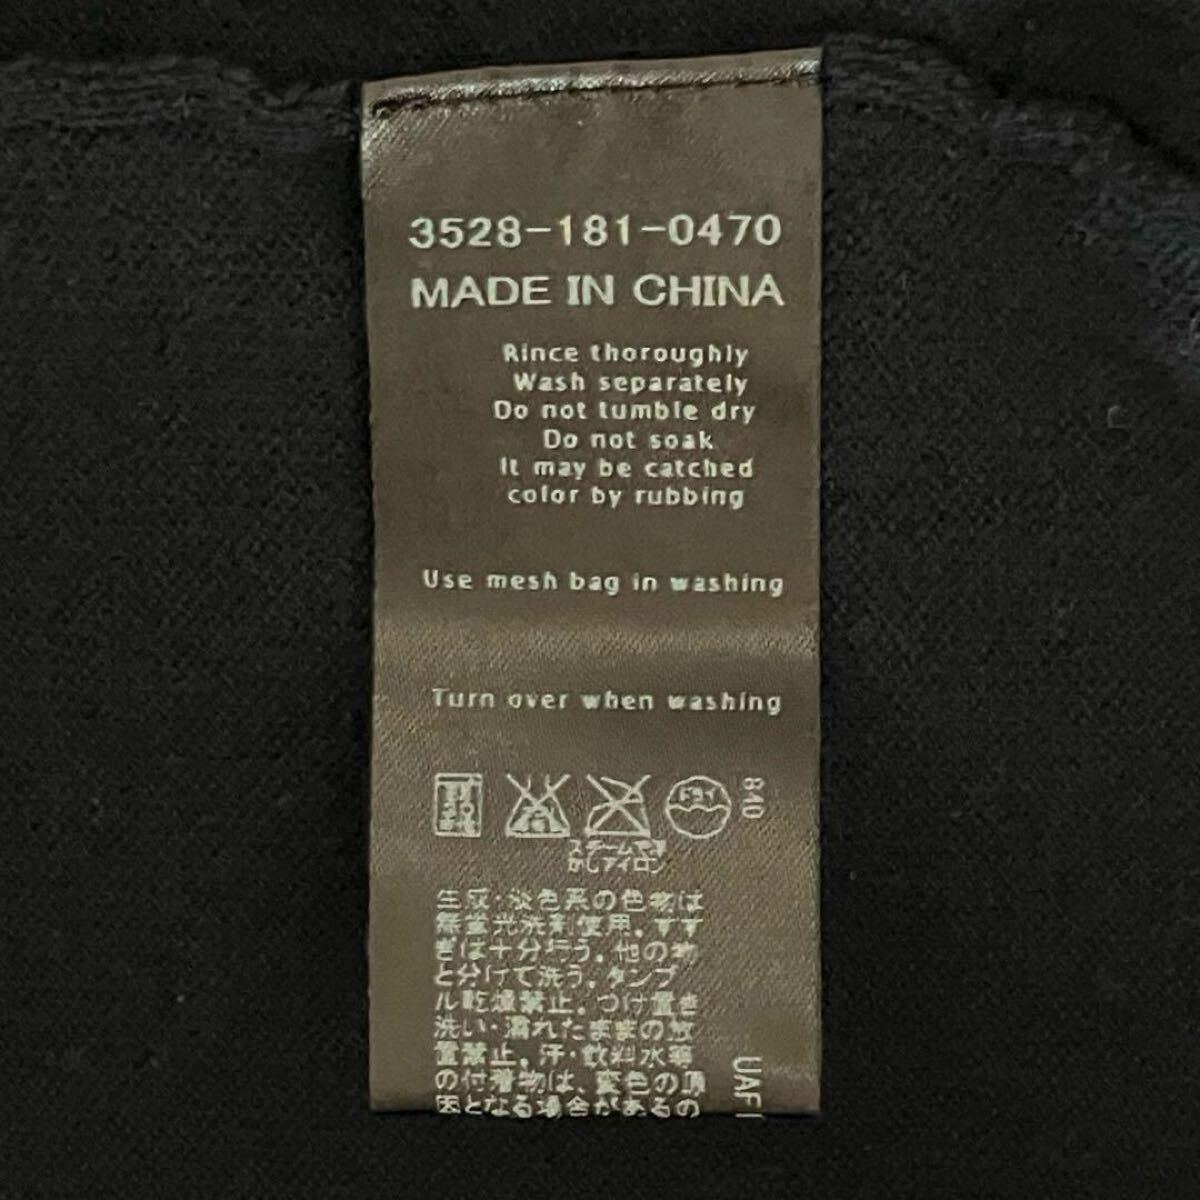 3528-181-0470
MADE IN CHINA
Rince thoroughly
Wash separately
Do not tumble dry
Do not soak
It may be catched
color by rubbing
Use mesh bag in washing
Turn over when washing
ドライ
840
スチームで浮
かしアイロン
生成・淡色系の色物は
無蛍光洗剤使用。すす
ぎは十分行う。他の物
と分けて洗う。タンブ
ル乾燥禁止。つけ置き
洗い・濡れたままの放
置禁止。汗・飲料水等
の付着物は、変色の原
因となる場合があるの
UAF